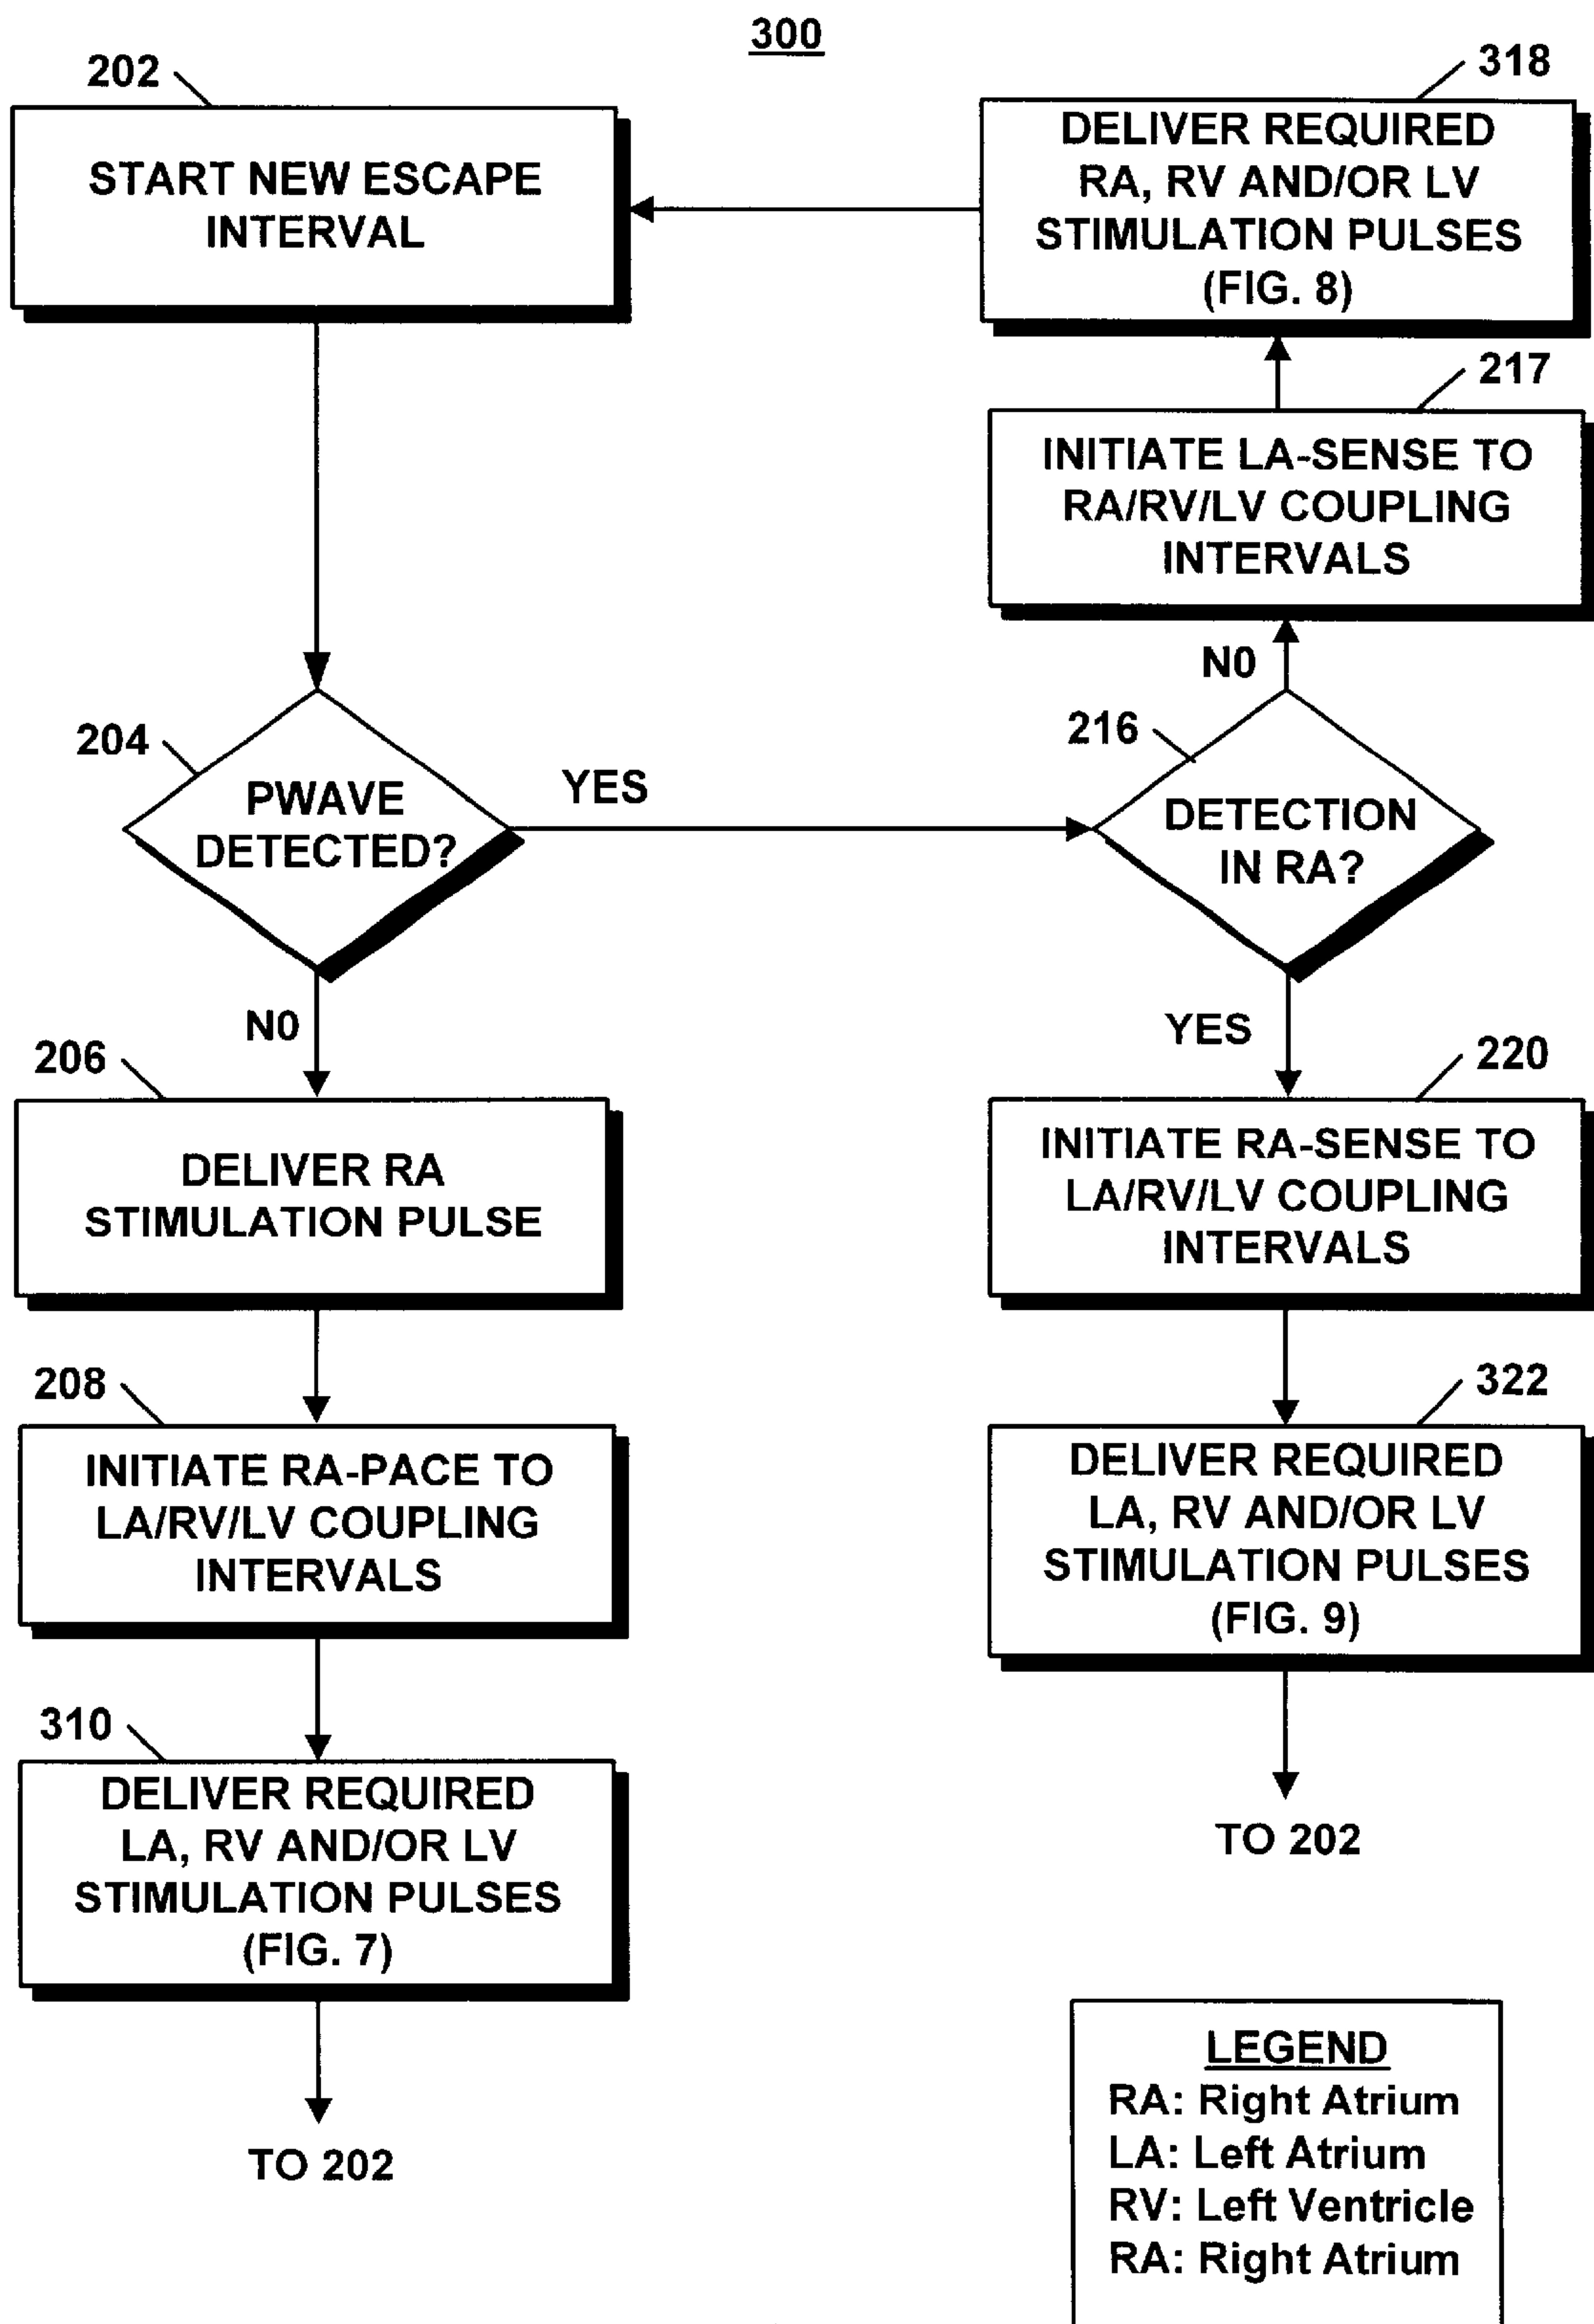 300
202
START NEW ESCAPE
INTERVAL
318
DELIVER REQUIRED
RA, RV AND/OR LV
STIMULATION PULSES
(FIG. 8)
217
INITIATE LA-SENSE TO
RA/RV/LV COUPLING
INTERVALS
NO
204
PWAVE
DETECTED?
YES
216
DETECTION
IN RA?
NO
206
DELIVER RA
STIMULATION PULSE
YES
220
INITIATE RA-SENSE TO
LA/RV/LV COUPLING
INTERVALS
208
INITIATE RA-PACE TO
LA/RV/LV COUPLING
INTERVALS
322
DELIVER REQUIRED
LA, RV AND/OR LV
STIMULATION PULSES
(FIG. 9)
TO 202
310
DELIVER REQUIRED
LA, RV AND/OR LV
STIMULATION PULSES
(FIG. 7)
TO 202
LEGEND
RA: Right Atrium
LA: Left Atrium
RV: Left Ventricle
RA: Right Atrium